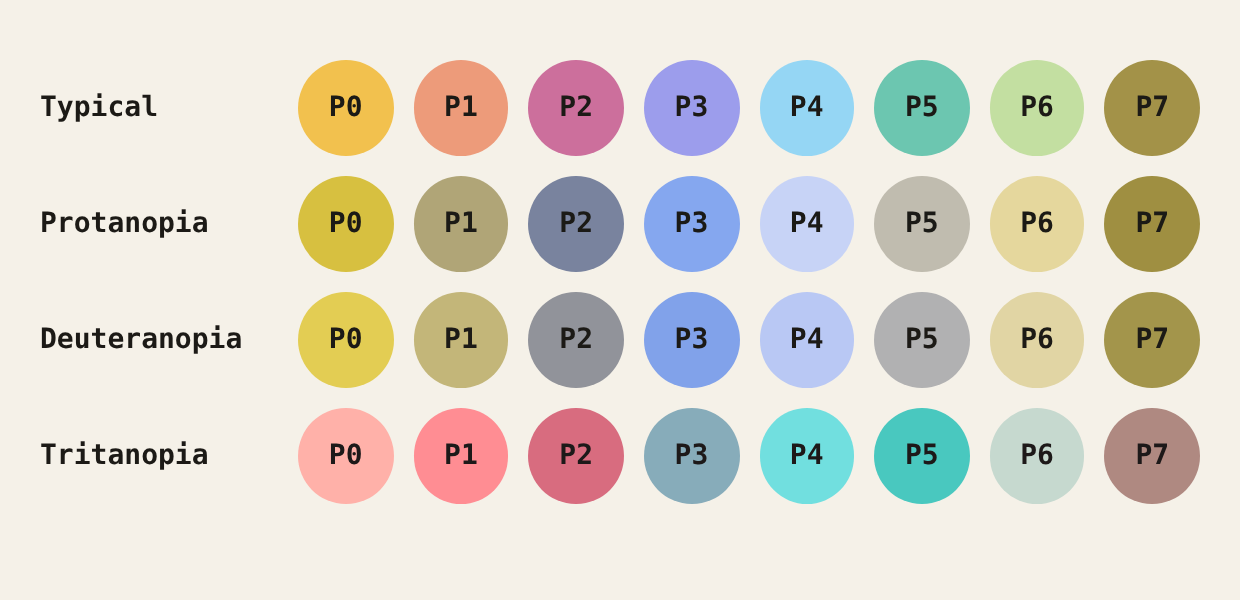 Typical P0 P1 P2 P3 P4 P5 P6 P7
Protanopia P0 P1 P2 P3 P4 P5 P6 P7
Deuteranopia P0 P1 P2 P3 P4 P5 P6 P7
Tritanopia P0 P1 P2 P3 P4 P5 P6 P7